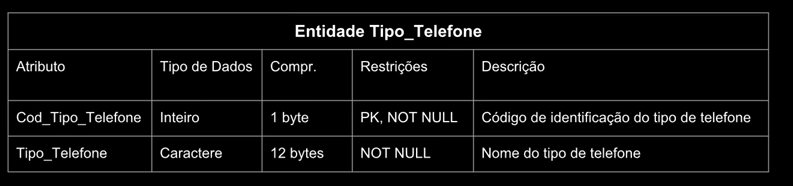 Entidade Tipo_Telefone
Atributo Tipo de Dados Compr. Restrições Descrição
Cod_Tipo_Telefone Inteiro 1 byte PK, NOT NULL Código de identificação do tipo de telefone
Tipo_Telefone Caractere 12 bytes NOT NULL Nome do tipo de telefone